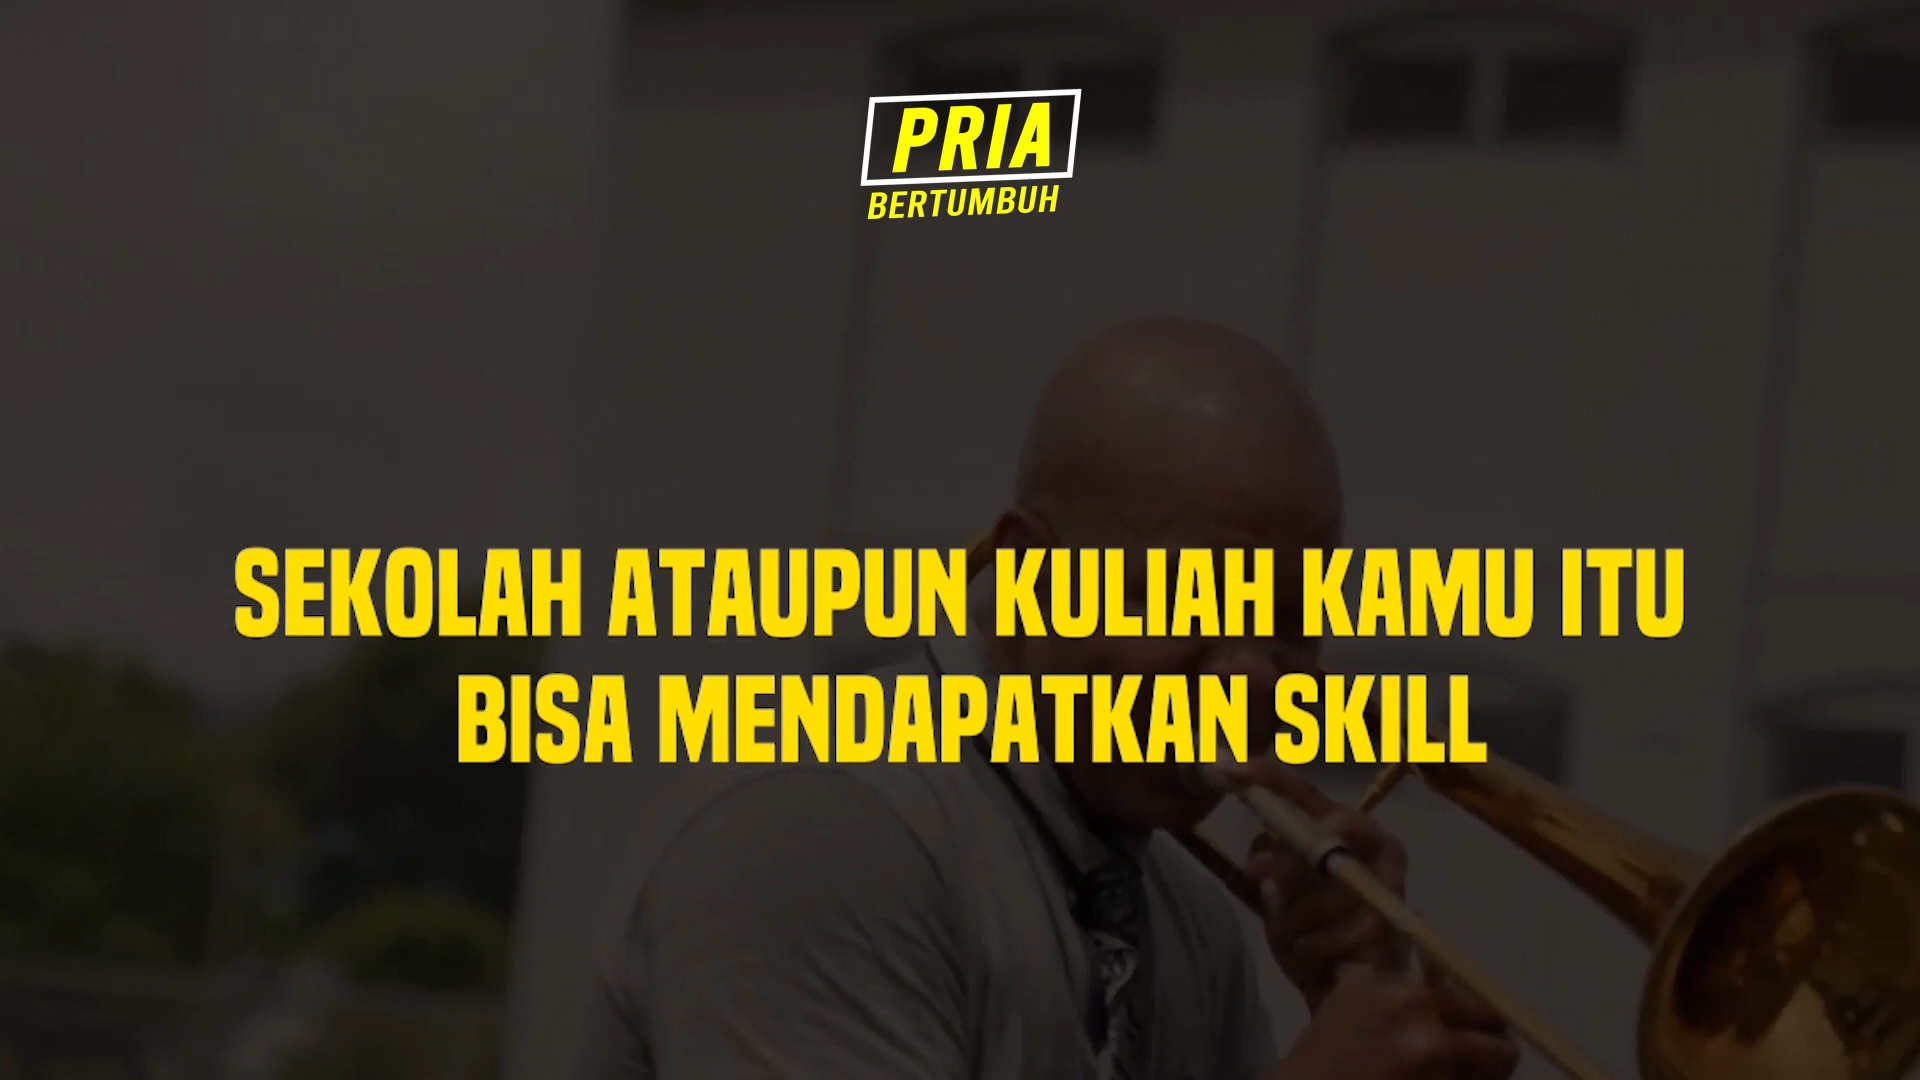 PRIA
BERTUMBUH
SEKOLAH ATAUPUN KULIAH KAMU ITU
BISA MENDAPATKAN SKILL